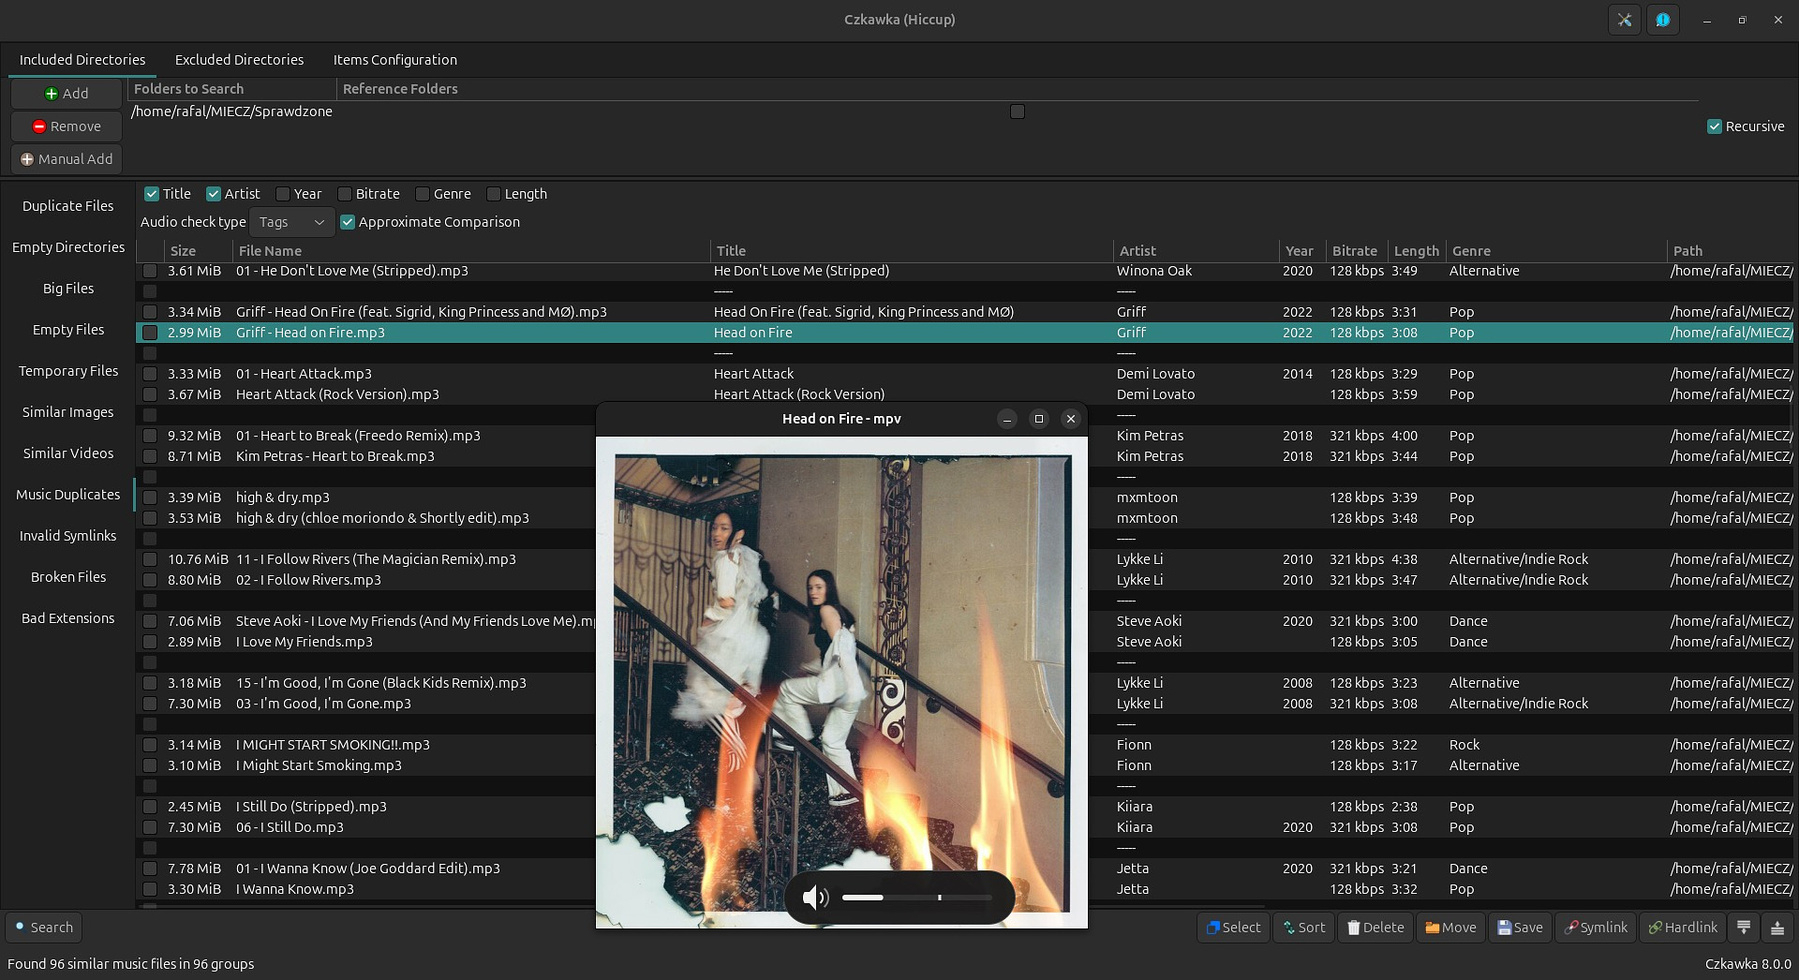 Czkawka (Hiccup)
Included Directories Excluded Directories Items Configuration
Add Folders to Search Reference Folders
/home/rafal/MIECZ/Sprawdzone
Remove Recursive
Manual Add
Title Artist Year Bitrate Genre Length
Audio check type Tags Approximate Comparison
Size File Name Title Artist Year Bitrate Length Genre Path
3.61 MiB 01 - He Don't Love Me (Stripped).mp3 He Don't Love Me (Stripped) Winona Oak 2020 128 kbps 3:49 Alternative /home/rafal/MIECZ/
----- -----
3.34 MiB Griff - Head On Fire (feat. Sigrid, King Princess and MØ).mp3 Head On Fire (feat. Sigrid, King Princess and MØ) Griff 2022 128 kbps 3:31 Pop /home/rafal/MIECZ/
2.99 MiB Griff - Head on Fire.mp3 Head on Fire Griff 2022 128 kbps 3:08 Pop /home/rafal/MIECZ/
----- -----
3.33 MiB 01 - Heart Attack.mp3 Heart Attack Demi Lovato 2014 128 kbps 3:29 Pop /home/rafal/MIECZ/
3.67 MiB Heart Attack (Rock Version).mp3 Heart Attack (Rock Version) Demi Lovato 128 kbps 3:59 Pop /home/rafal/MIECZ/
-----
Head on Fire - mpv
9.32 MiB 01 - Heart to Break (Freedo Remix).mp3 Kim Petras 2018 321 kbps 4:00 Pop /home/rafal/MIECZ/
8.71 MiB Kim Petras - Heart to Break.mp3 Kim Petras 2018 321 kbps 3:44 Pop /home/rafal/MIECZ/
-----
3.39 MiB high & dry.mp3 mxmtoon 128 kbps 3:39 Pop /home/rafal/MIECZ/
3.53 MiB high & dry (chloe moriondo & Shortly edit).mp3 mxmtoon 128 kbps 3:48 Pop /home/rafal/MIECZ/
-----
10.76 MiB 11 - I Follow Rivers (The Magician Remix).mp3 Lykke Li 2010 321 kbps 4:38 Alternative/Indie Rock /home/rafal/MIECZ/
8.80 MiB 02 - I Follow Rivers.mp3 Lykke Li 2010 321 kbps 3:47 Alternative/Indie Rock /home/rafal/MIECZ/
-----
7.06 MiB Steve Aoki - I Love My Friends (And My Friends Love Me).m Steve Aoki 2020 321 kbps 3:00 Dance /home/rafal/MIECZ/
2.89 MiB I Love My Friends.mp3 Steve Aoki 128 kbps 3:05 Dance /home/rafal/MIECZ/
-----
3.18 MiB 15 - I'm Good, I'm Gone (Black Kids Remix).mp3 Lykke Li 2008 128 kbps 3:23 Alternative /home/rafal/MIECZ/
7.30 MiB 03 - I'm Good, I'm Gone.mp3 Lykke Li 2008 321 kbps 3:08 Alternative/Indie Rock /home/rafal/MIECZ/
-----
3.14 MiB I MIGHT START SMOKING!!.mp3 Fionn 128 kbps 3:22 Rock /home/rafal/MIECZ/
3.10 MiB I Might Start Smoking.mp3 Fionn 128 kbps 3:17 Alternative /home/rafal/MIECZ/
-----
2.45 MiB I Still Do (Stripped).mp3 Kiiara 128 kbps 2:38 Pop /home/rafal/MIECZ/
7.30 MiB 06 - I Still Do.mp3 Kiiara 2020 321 kbps 3:08 Pop /home/rafal/MIECZ/
-----
7.78 MiB 01 - I Wanna Know (Joe Goddard Edit).mp3 Jetta 2020 321 kbps 3:21 Dance /home/rafal/MIECZ/
3.30 MiB I Wanna Know.mp3 Jetta 128 kbps 3:32 Pop /home/rafal/MIECZ/
Duplicate Files
Empty Directories
Big Files
Empty Files
Temporary Files
Similar Images
Similar Videos
Music Duplicates
Invalid Symlinks
Broken Files
Bad Extensions
Search Select Sort Delete Move Save Symlink Hardlink
Found 96 similar music files in 96 groups Czkawka 8.0.0